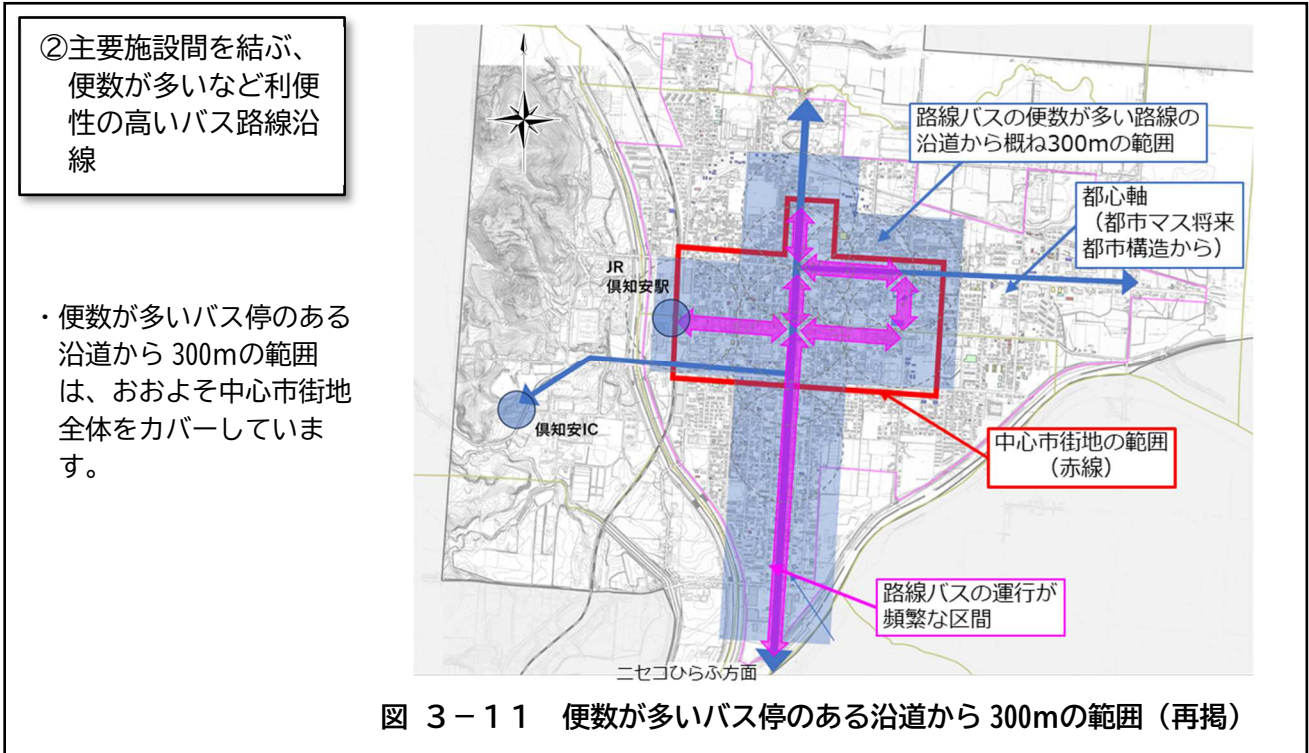 ②主要施設間を結ぶ、
便数が多いなど利便
性の高いバス路線沿
線
・便数が多いバス停のある
沿道から 300mの範囲
は、おおよそ中心市街地
全体をカバーしていま
す。
路線バスの便数が多い路線の
沿道から概ね300mの範囲
都心軸
（都市マス将来
都市構造から）
JR
倶知安駅
倶知安IC
中心市街地の範囲
（赤線）
路線バスの運行が
頻繁な区間
ニセコひらふ方面
図 ３－１１ 便数が多いバス停のある沿道から 300mの範囲（再掲）